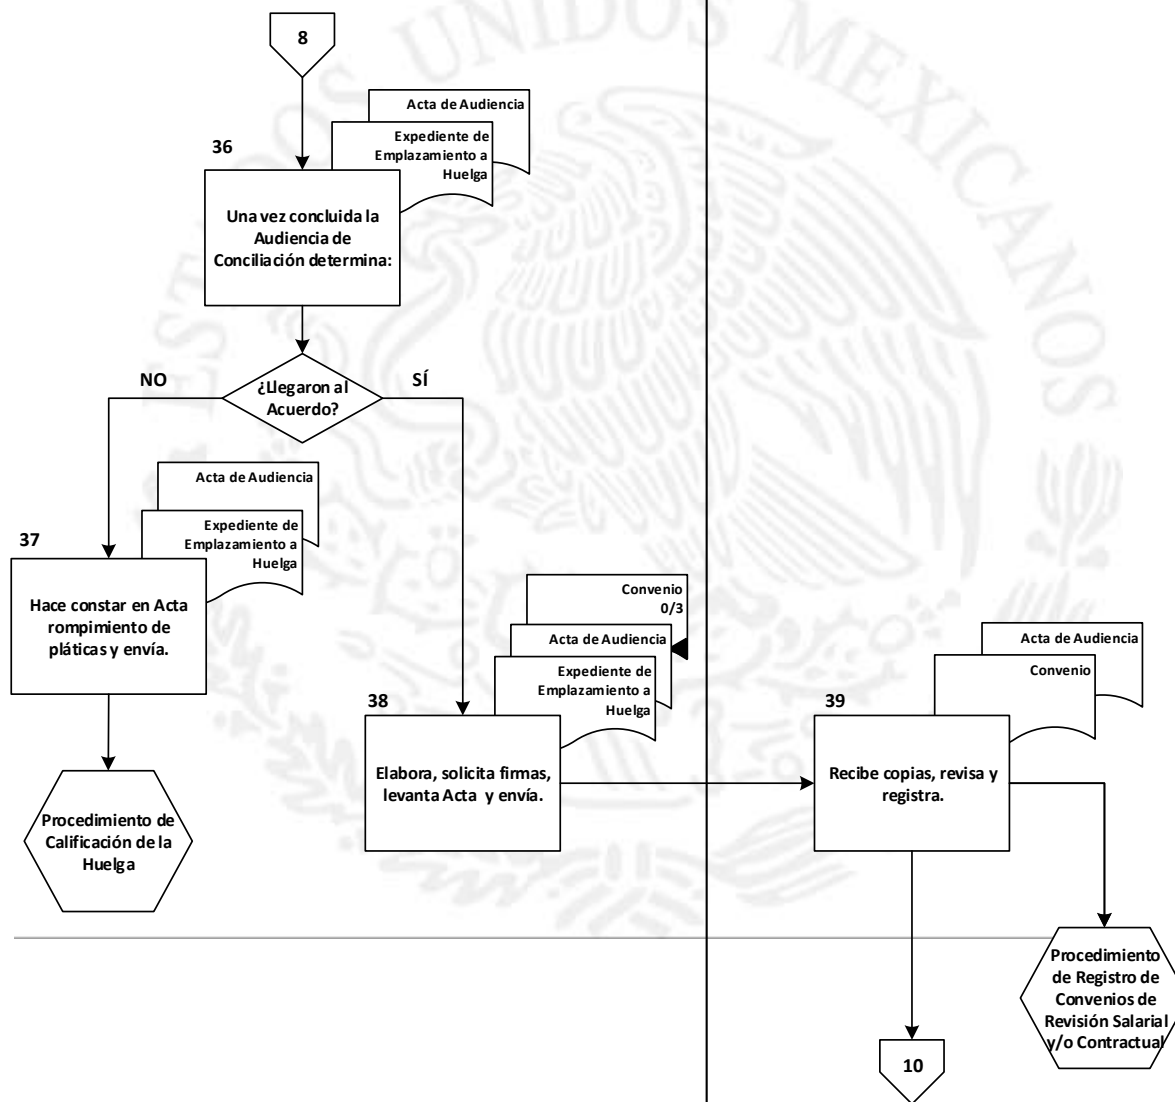 ESTADOS UNIDOS MEXICANOS
8
Acta de Audiencia
Expediente de
Emplazamiento a
Huelga
36
Una vez concluida la
Audiencia de
Conciliación determina:
NO
¿Llegaron al
Acuerdo?
SÍ
Acta de Audiencia
Expediente de
Emplazamiento a
Huelga
37
Hace constar en Acta
rompimiento de
pláticas y envía.
Procedimiento de
Calificación de la
Huelga
Convenio
0/3
Acta de Audiencia
Expediente de
Emplazamiento a
Huelga
38
Elabora, solicita firmas,
levanta Acta y envía.
Acta de Audiencia
Convenio
39
Recibe copias, revisa y
registra.
Procedimiento
de Registro de
Convenios de
Revisión Salarial
y/o Contractual
10